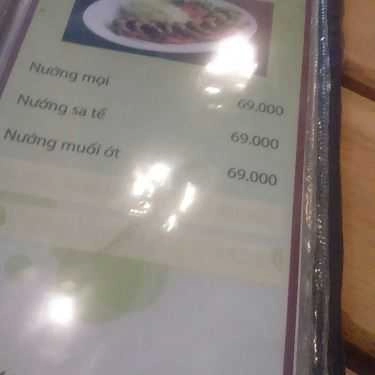 Nướng mọi 69.000
Nướng sa tế 69.000
Nướng muối ớt 69.000